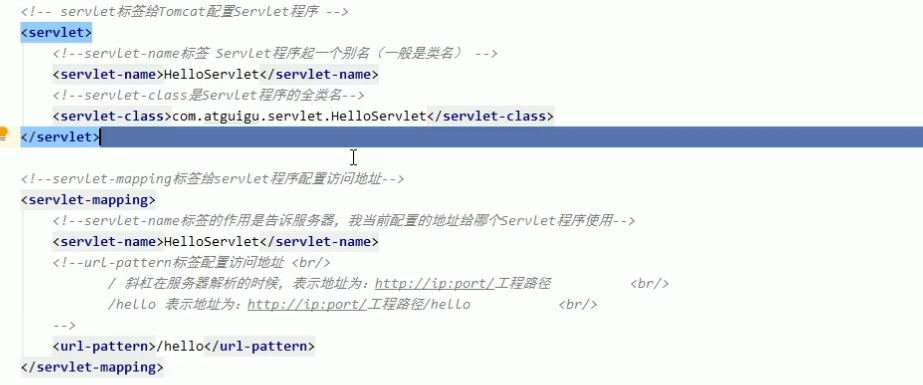 <!-- servlet标签给Tomcat配置Servlet程序 -->
<servlet>
<!--servlet-name标签 Servlet程序起一个别名（一般是类名） -->
<servlet-name>HelloServlet</servlet-name>
<!--servlet-class是Servlet程序的全类名-->
<servlet-class>com.atguigu.servlet.HelloServlet</servlet-class>
</servlet>
<!--servlet-mapping标签给servlet程序配置访问地址-->
<servlet-mapping>
<!--servlet-name标签的作用是告诉服务器，我当前配置的地址给哪个Servlet程序使用-->
<servlet-name>HelloServlet</servlet-name>
<!--url-pattern标签配置访问地址 <br/>
/ 斜杠在服务器解析的时候，表示地址为：http://ip:port/工程路径 <br/>
/hello 表示地址为：http://ip:port/工程路径/hello <br/>
-->
<url-pattern>/hello</url-pattern>
</servlet-mapping>